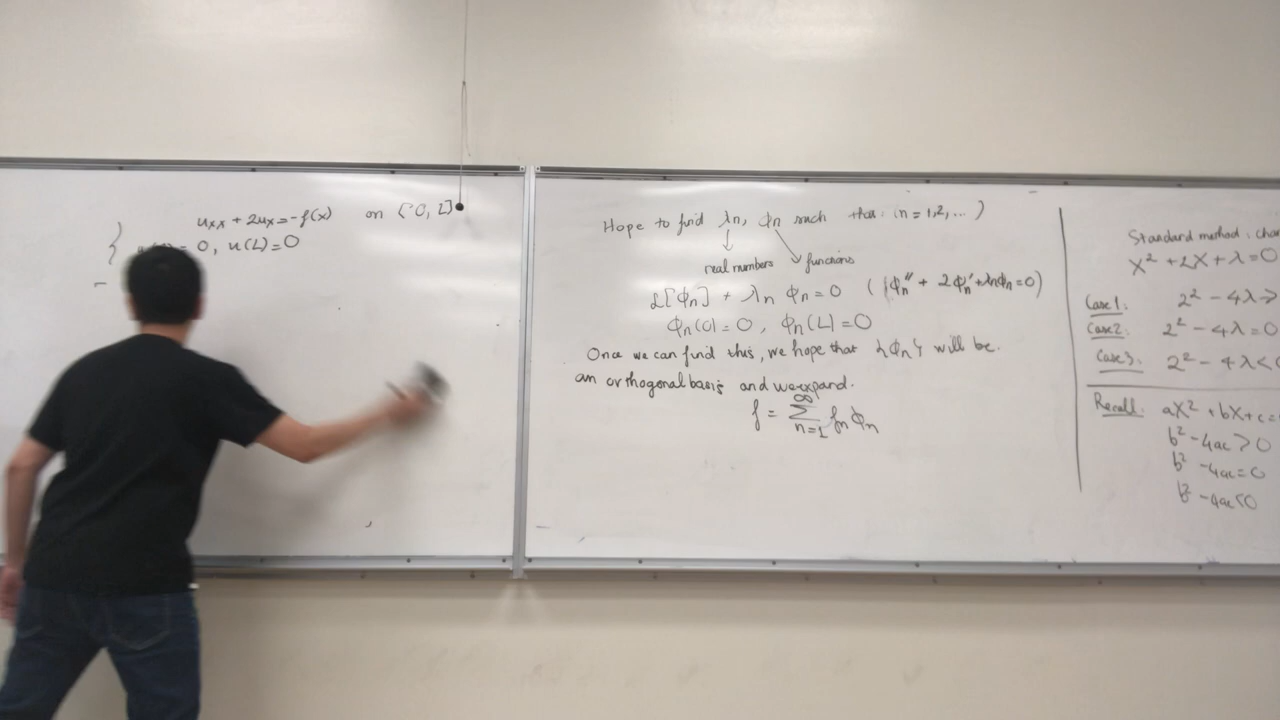 uxx + 2ux = -f(x) on [0, L]
= 0, u(L) = 0
Hope to find λn, ϕn such that (n = 1,2, ...)
real numbers functions
L[ϕn] + λn ϕn = 0 (ϕn'' + 2ϕn' + λnϕn = 0)
ϕn(0) = 0, ϕn(L) = 0
Once we can find this, we hope that {ϕn} will be
an orthogonal basis and we expand.
f = ∑ n=1 ∞ fn ϕn
Standard method: cha
X² + 2X + λ = 0
Case 1: 2² - 4λ >
Case 2: 2² - 4λ = 0
Case 3: 2² - 4λ <
Recall: aX² + bX + c =
b² - 4ac > 0
b² - 4ac = 0
b² - 4ac < 0